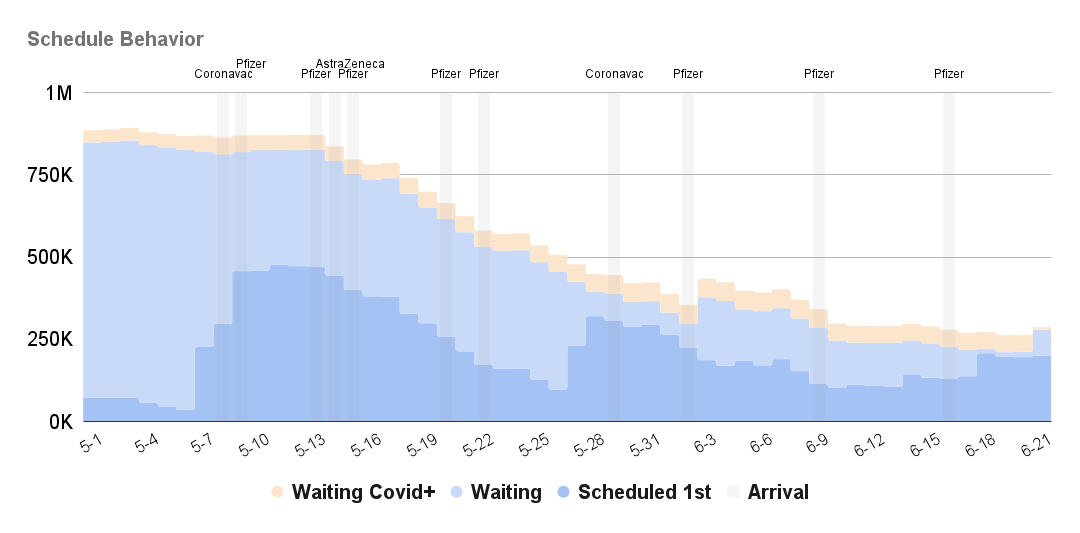 Schedule Behavior
Pfizer AstraZeneca
Coronavac Pfizer Pfizer Pfizer Pfizer Coronavac Pfizer Pfizer Pfizer
1M
750K
500K
250K
0K
5-1 5-4 5-7 5-10 5-13 5-16 5-19 5-22 5-25 5-28 5-31 6-3 6-6 6-9 6-12 6-15 6-18 6-21
Waiting Covid+ Waiting Scheduled 1st Arrival